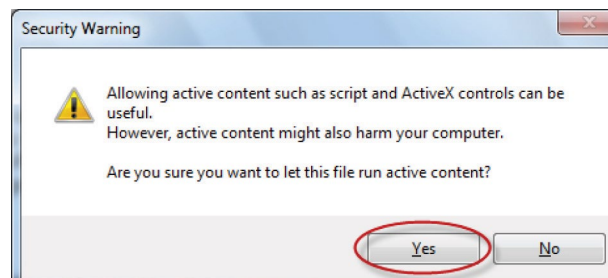 Security Warning
Allowing active content such as script and ActiveX controls can be
useful.
However, active content might also harm your computer.
Are you sure you want to let this file run active content?
Yes
No